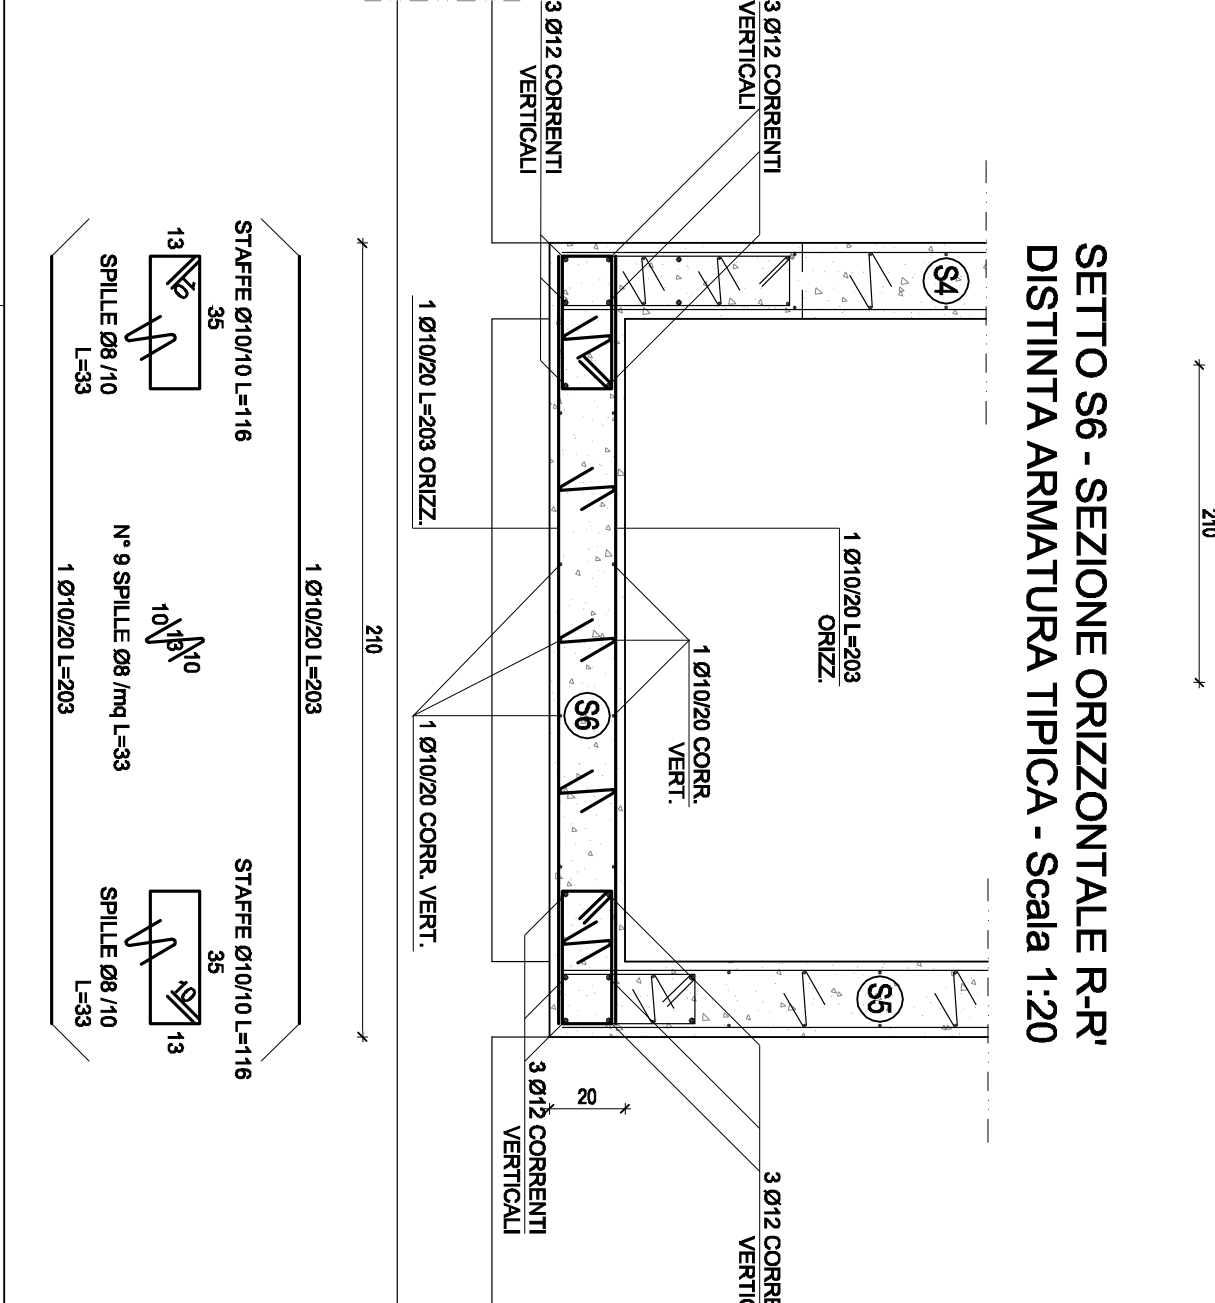 210
SETTO S6 - SEZIONE ORIZZONTALE R-R'
DISTINTA ARMATURA TIPICA - Scala 1:20
S4
S5
3 Ø12 CORRENTI
VERTICALI
1 Ø10/20 L=203
ORIZZ.
1 Ø10/20 CORR.
VERT.
3 Ø12
S6
20
3 Ø12 CORRENTI
VERTICALI
1 Ø10/20 L=203 ORIZZ.
1 Ø10/20 CORR. VERT.
3 Ø12 CORRENTI
VERTICALI
210
1 Ø10/20 L=203
STAFFE Ø10/10 L=116
35
13
10
SPILLE Ø8 /10
L=33
10
13
10
N° 9 SPILLE Ø8 /mq L=33
STAFFE Ø10/10 L=116
35
10
13
SPILLE Ø8 /10
L=33
1 Ø10/20 L=203